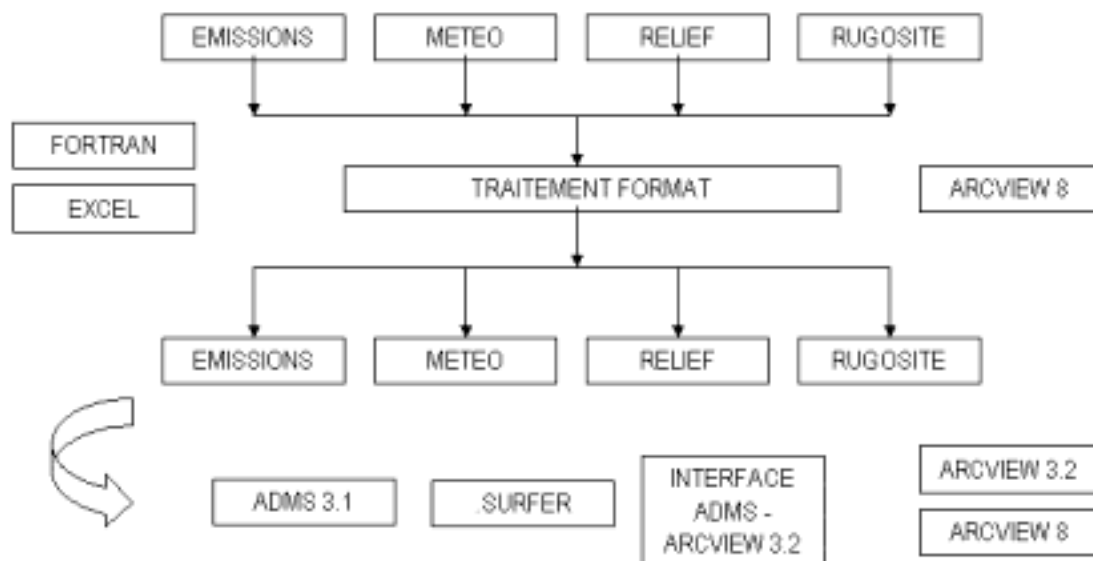 EMISSIONS
METEO
RELIEF
RUGOSITE
FORTRAN
EXCEL
TRAITEMENT FORMAT
ARCVIEW 8
EMISSIONS
METEO
RELIEF
RUGOSITE
ADMS 3.1
.SURFER
INTERFACE
ADMS -
ARCVIEW 3.2
ARCVIEW 3.2
ARCVIEW 8